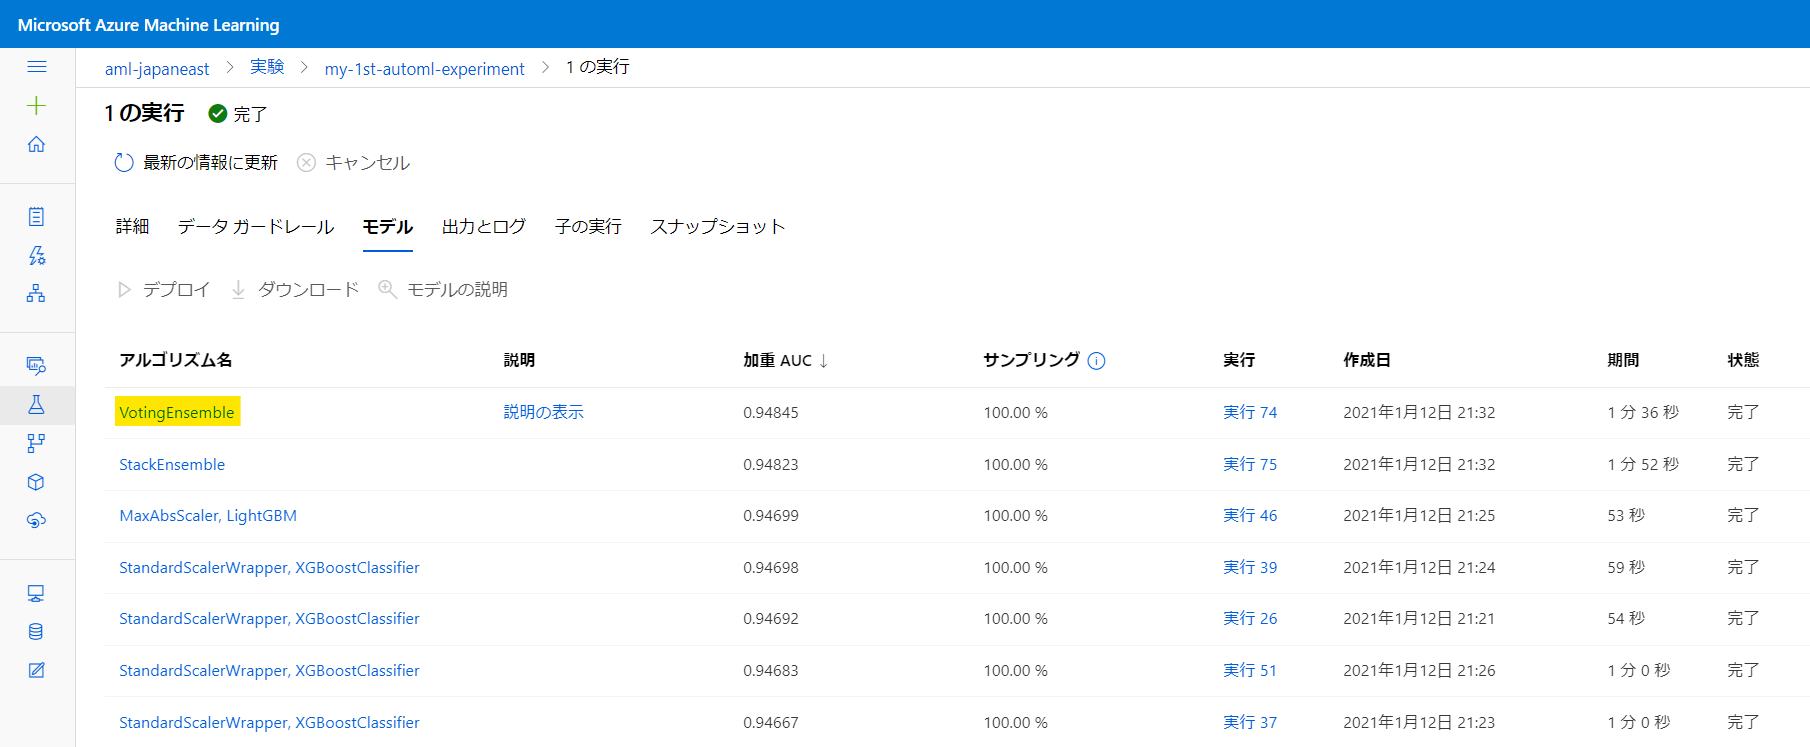 Microsoft Azure Machine Learning
aml-japaneast > 実験 > my-1st-automl-experiment > 1 の実行
1 の実行 完了
最新の情報に更新 キャンセル
詳細 データ ガードレール モデル 出力とログ 子の実行 スナップショット
デプロイ ダウンロード モデルの説明
アルゴリズム名 説明 加重 AUC ↓ サンプリング 実行 作成日 期間 状態
VotingEnsemble 説明の表示 0.94845 100.00 % 実行 74 2021年1月12日 21:32 1 分 36 秒 完了
StackEnsemble 0.94823 100.00 % 実行 75 2021年1月12日 21:32 1 分 52 秒 完了
MaxAbsScaler, LightGBM 0.94699 100.00 % 実行 46 2021年1月12日 21:25 53 秒 完了
StandardScalerWrapper, XGBoostClassifier 0.94698 100.00 % 実行 39 2021年1月12日 21:24 59 秒 完了
StandardScalerWrapper, XGBoostClassifier 0.94692 100.00 % 実行 26 2021年1月12日 21:21 54 秒 完了
StandardScalerWrapper, XGBoostClassifier 0.94683 100.00 % 実行 51 2021年1月12日 21:26 1 分 0 秒 完了
StandardScalerWrapper, XGBoostClassifier 0.94667 100.00 % 実行 37 2021年1月12日 21:23 1 分 0 秒 完了